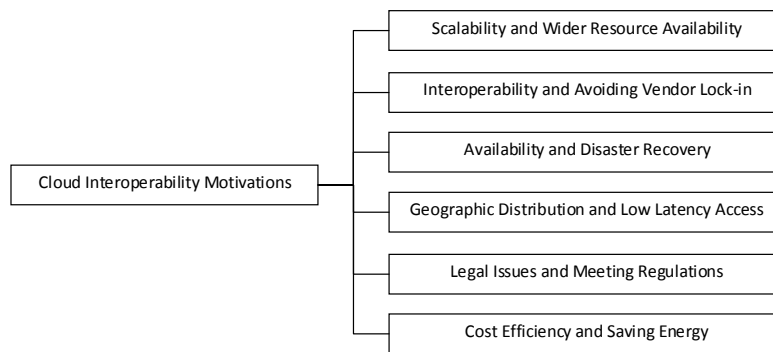 Scalability and Wider Resource Availability
Interoperability and Avoiding Vendor Lock-in
Availability and Disaster Recovery
Cloud Interoperability Motivations
Geographic Distribution and Low Latency Access
Legal Issues and Meeting Regulations
Cost Efficiency and Saving Energy